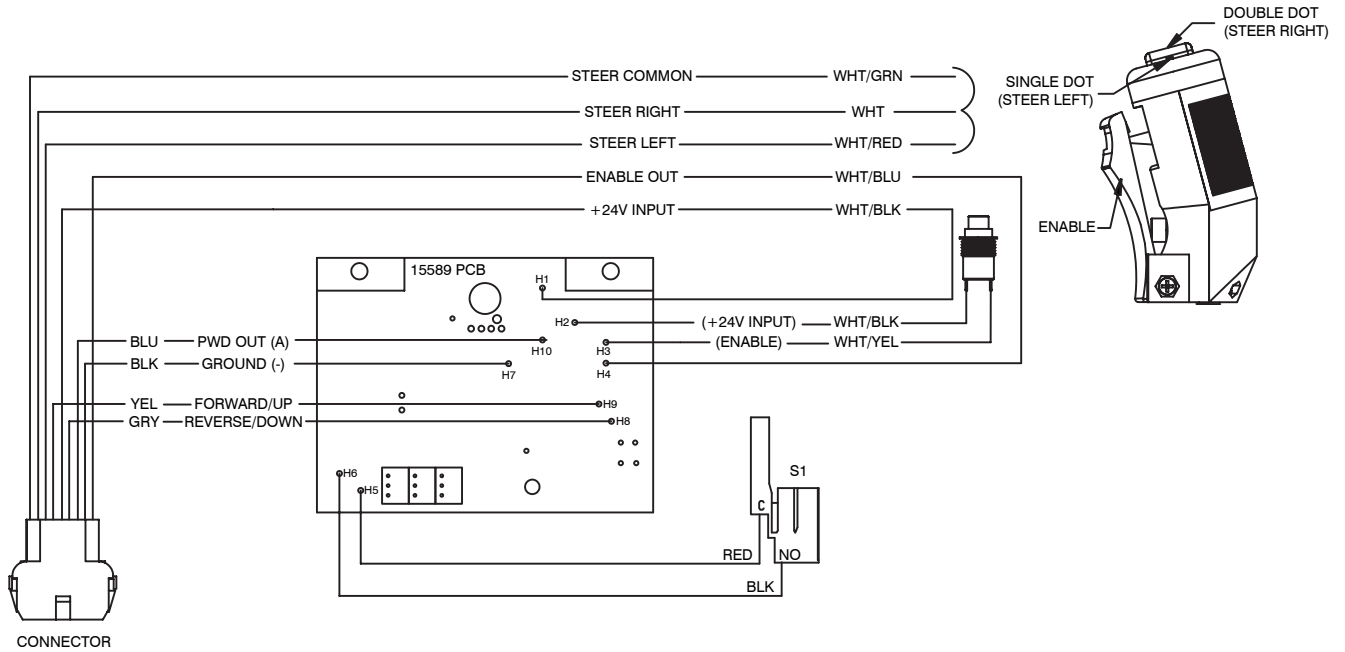 DOUBLE DOT
(STEER RIGHT)
STEER COMMON WHT/GRN
SINGLE DOT
(STEER LEFT)
STEER RIGHT WHT
STEER LEFT WHT/RED
ENABLE OUT WHT/BLU
+24V INPUT WHT/BLK
ENABLE
15589 PCB
H1
H2 (+24V INPUT) WHT/BLK
BLU PWD OUT (A) H10
H3 (ENABLE) WHT/YEL
BLK GROUND (-) H7
H4
YEL FORWARD/UP H9
GRY REVERSE/DOWN H8
H6
H5
S1
C
RED NO
BLK
CONNECTOR